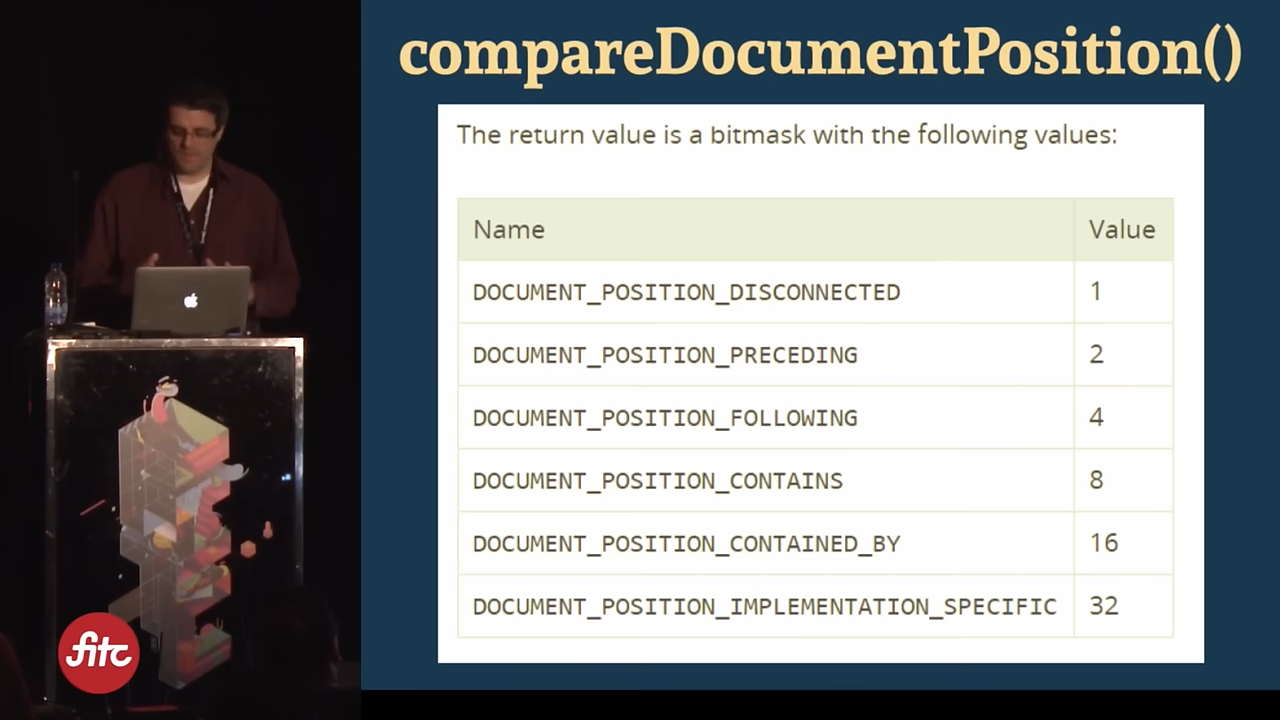 compareDocumentPosition()
The return value is a bitmask with the following values:
Name Value
DOCUMENT_POSITION_DISCONNECTED 1
DOCUMENT_POSITION_PRECEDING 2
DOCUMENT_POSITION_FOLLOWING 4
DOCUMENT_POSITION_CONTAINS 8
DOCUMENT_POSITION_CONTAINED_BY 16
DOCUMENT_POSITION_IMPLEMENTATION_SPECIFIC 32
fitc